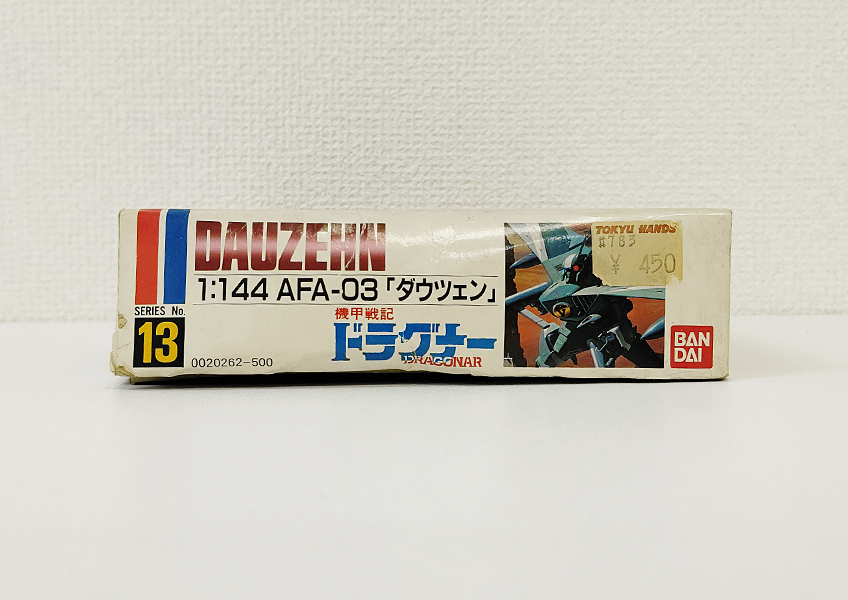 DAUZEHN
1:144 AFA-03「ダウツェン」
SERIES No.
13
0020262-500
機甲戦記
ドラグナー
DRAGONAR
TOKYU HANDS
#783
¥ 450
BAN
DAI